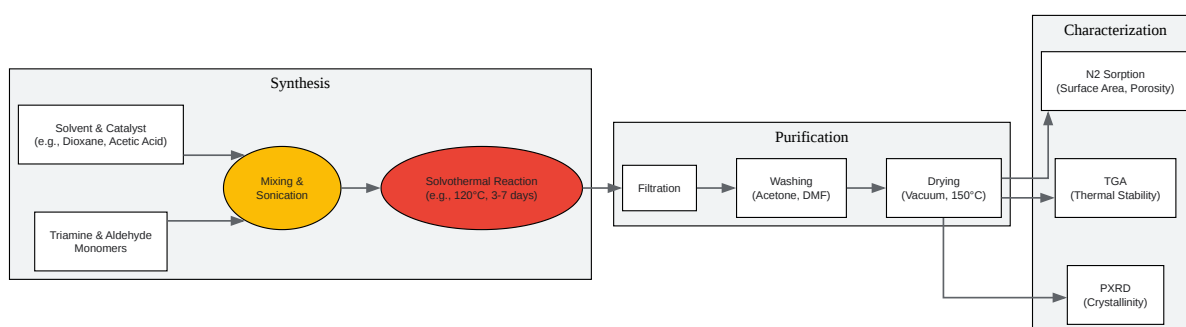 Synthesis
Solvent & Catalyst
(e.g., Dioxane, Acetic Acid)
Triamine & Aldehyde
Monomers
Mixing &
Sonication
Solvothermal Reaction
(e.g., 120°C, 3-7 days)
Purification
Filtration
Washing
(Acetone, DMF)
Drying
(Vacuum, 150°C)
Characterization
N2 Sorption
(Surface Area, Porosity)
TGA
(Thermal Stability)
PXRD
(Crystallinity)